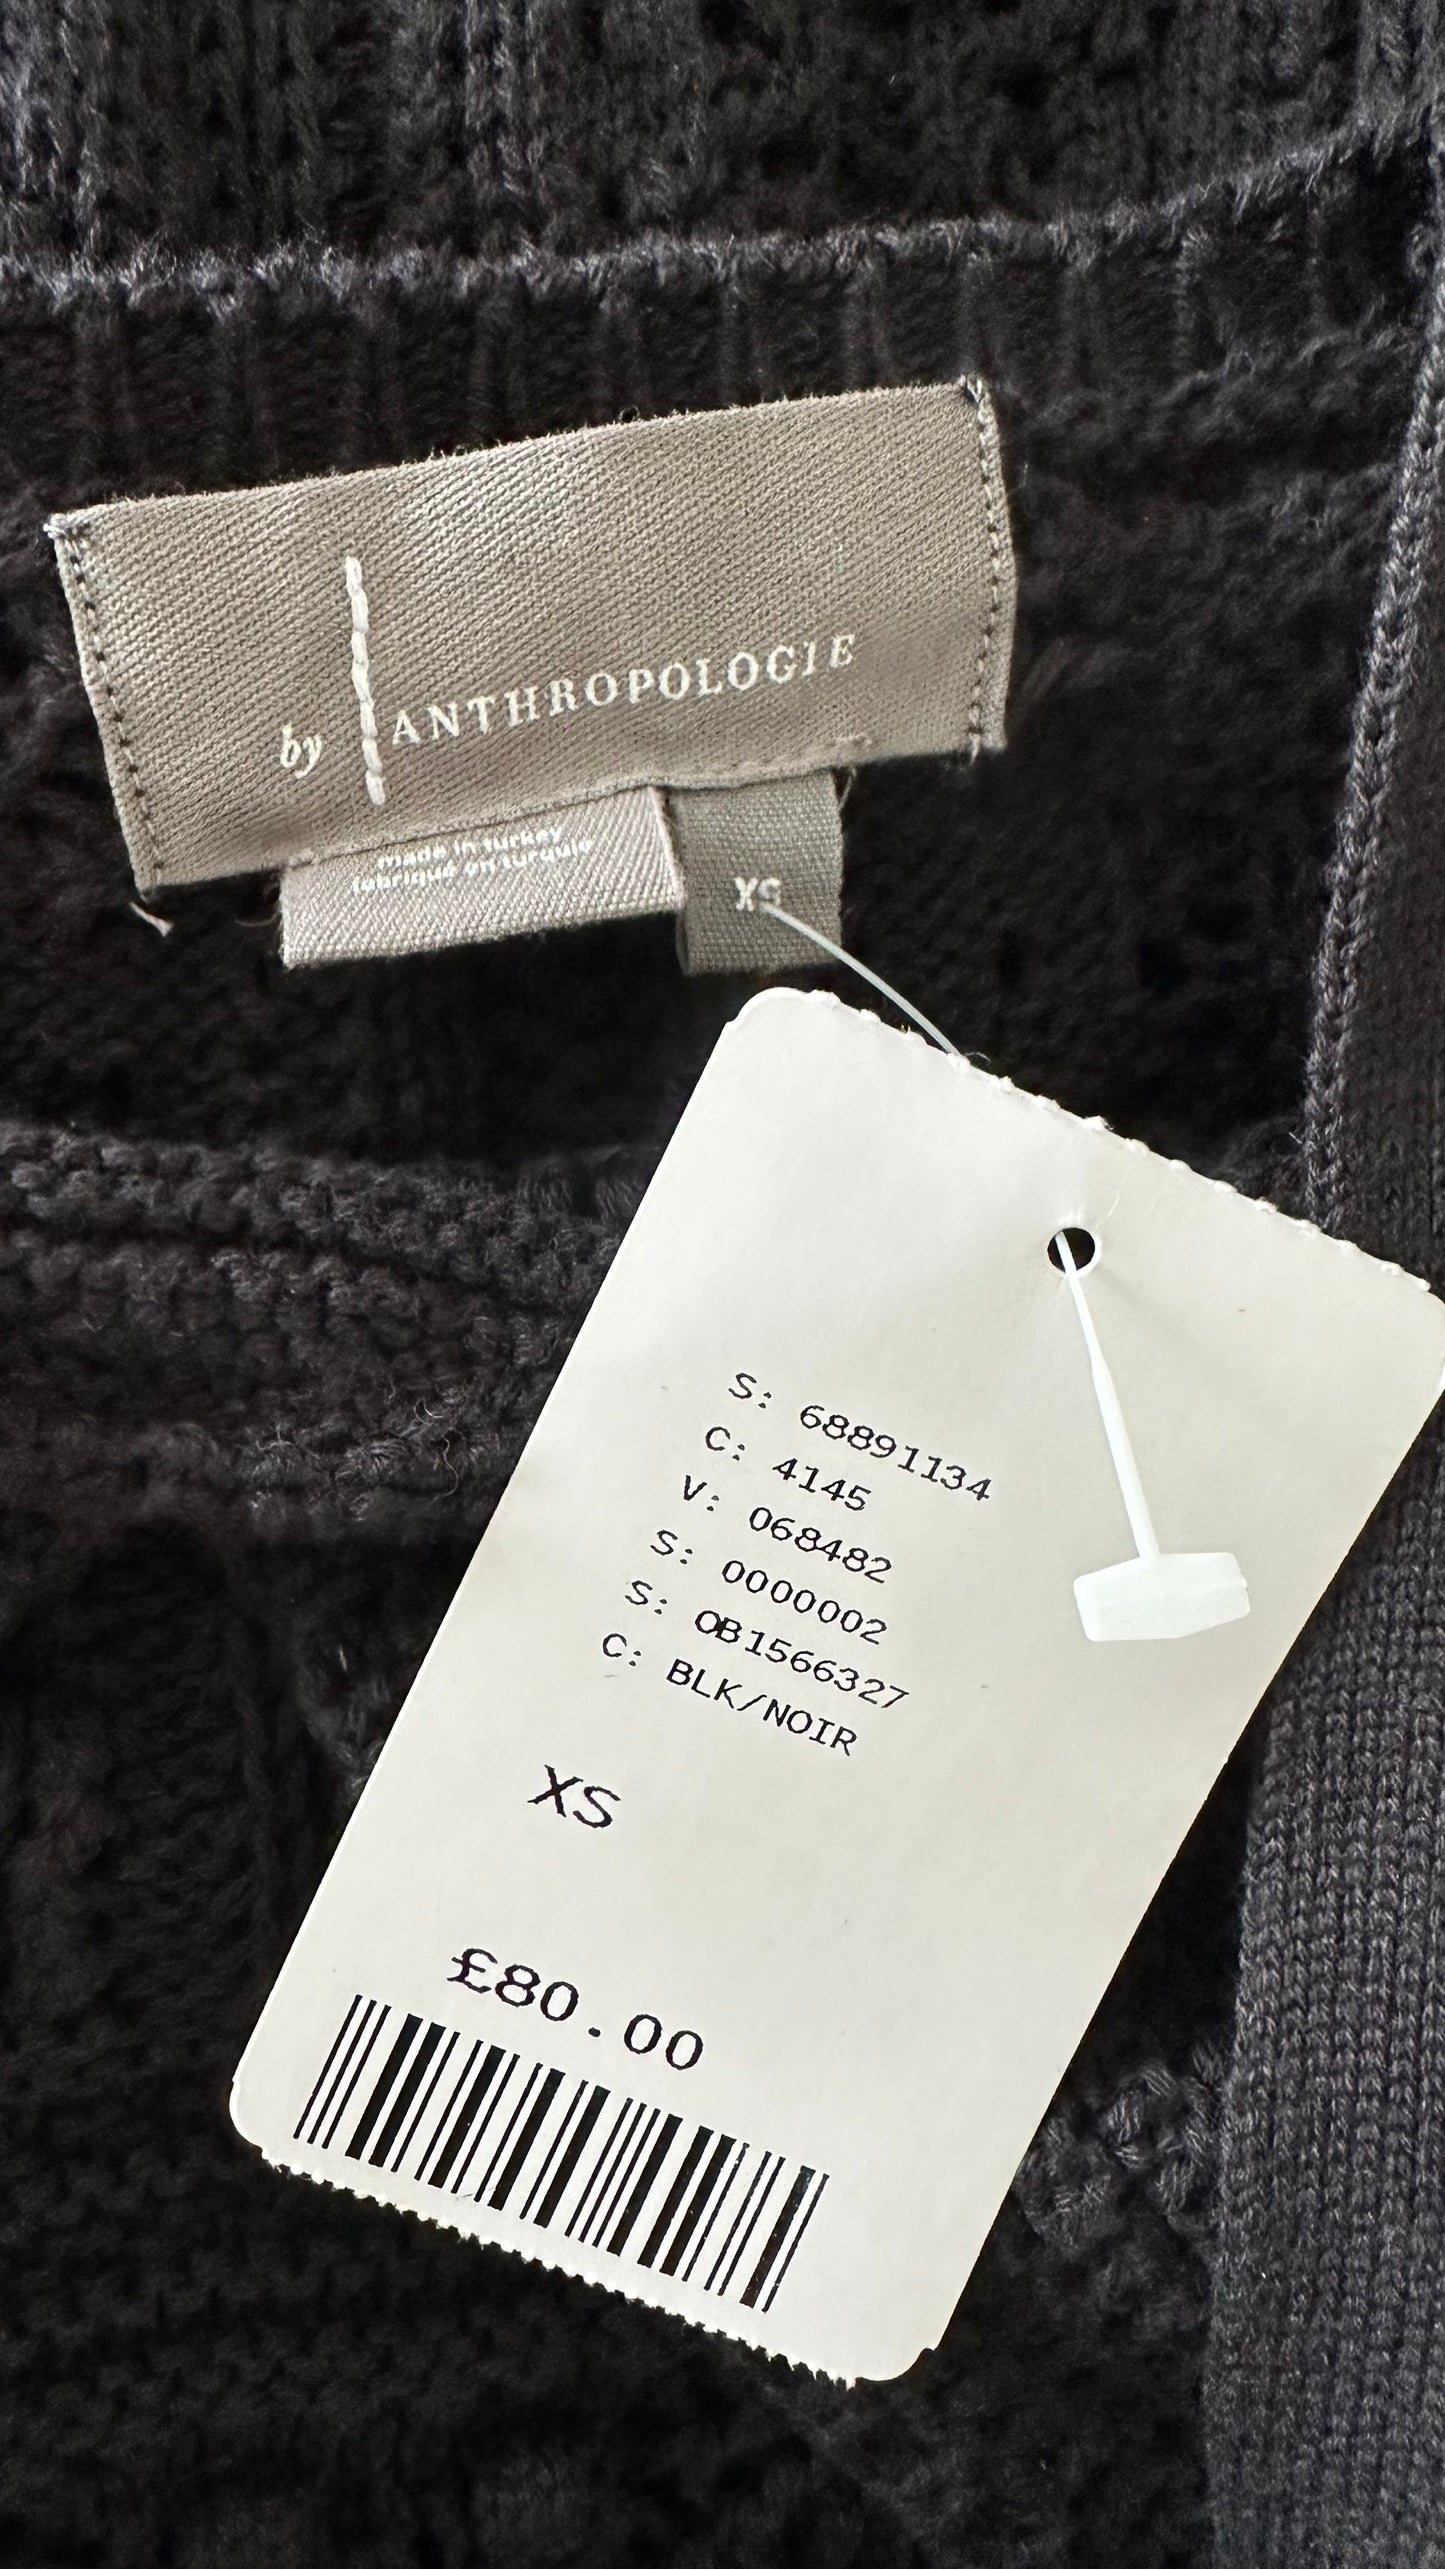 by ANTHROPOLOGIE
made in turkey
fabriqué en turquie
XS
S: 68891134
C: 4145
V: 068482
S: 0000002
S: OB1566327
C: BLK/NOIR
XS
£80.00